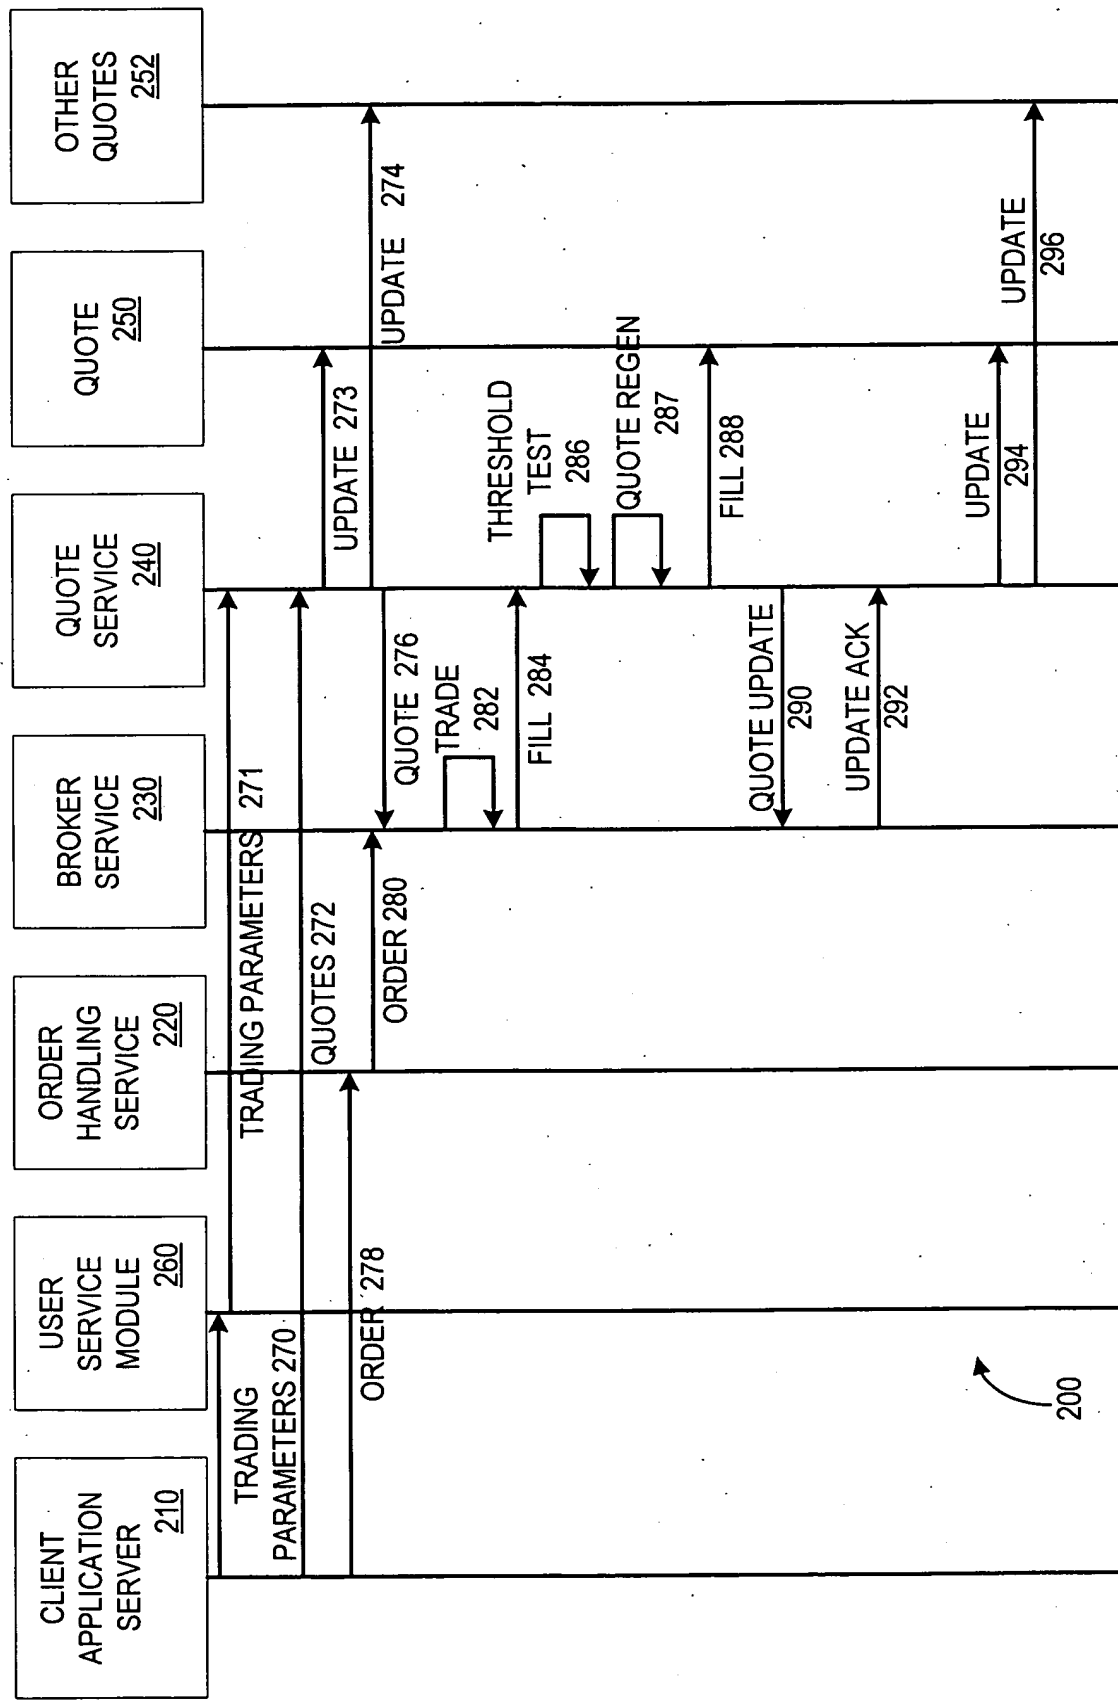 CLIENT
APPLICATION
SERVER
210
USER
SERVICE
MODULE
260
ORDER
HANDLING
SERVICE
220
BROKER
SERVICE
230
QUOTE
SERVICE
240
QUOTE
250
OTHER
QUOTES
252
TRADING
PARAMETERS 270
TRADING PARAMETERS 271
QUOTES 272
UPDATE 273
UPDATE 274
QUOTE 276
ORDER 278
ORDER 280
TRADE
282
FILL 284
THRESHOLD
TEST
286
QUOTE REGEN
287
FILL 288
QUOTE UPDATE
290
UPDATE ACK
292
UPDATE
294
UPDATE
296
200